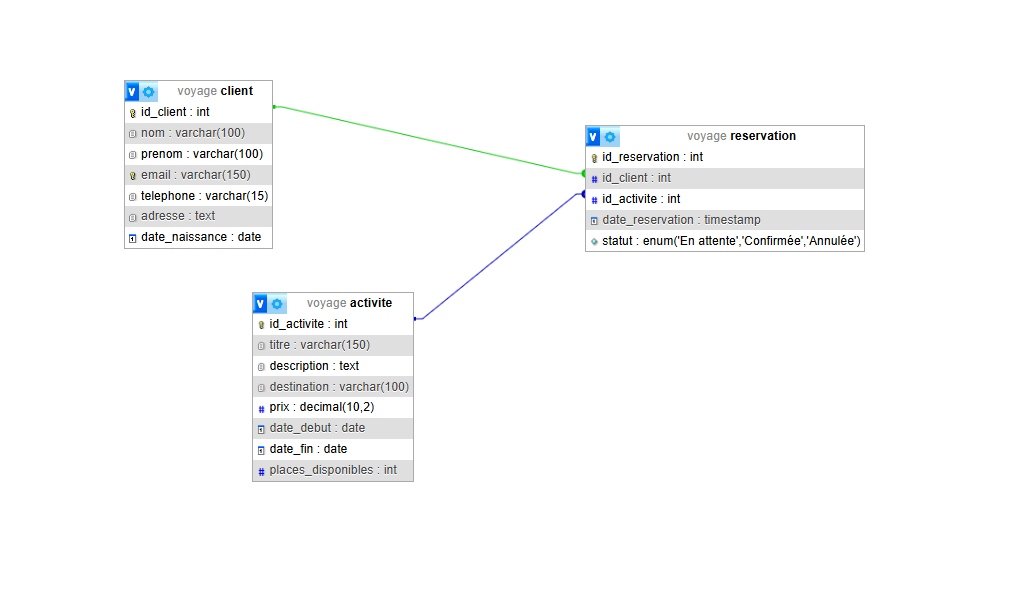 voyage client
id_client : int
nom : varchar(100)
prenom : varchar(100)
email : varchar(150)
telephone : varchar(15)
adresse : text
date_naissance : date
voyage reservation
id_reservation : int
id_client : int
id_activite : int
date_reservation : timestamp
statut : enum('En attente','Confirmée','Annulée')
voyage activite
id_activite : int
titre : varchar(150)
description : text
destination : varchar(100)
prix : decimal(10,2)
date_debut : date
date_fin : date
places_disponibles : int